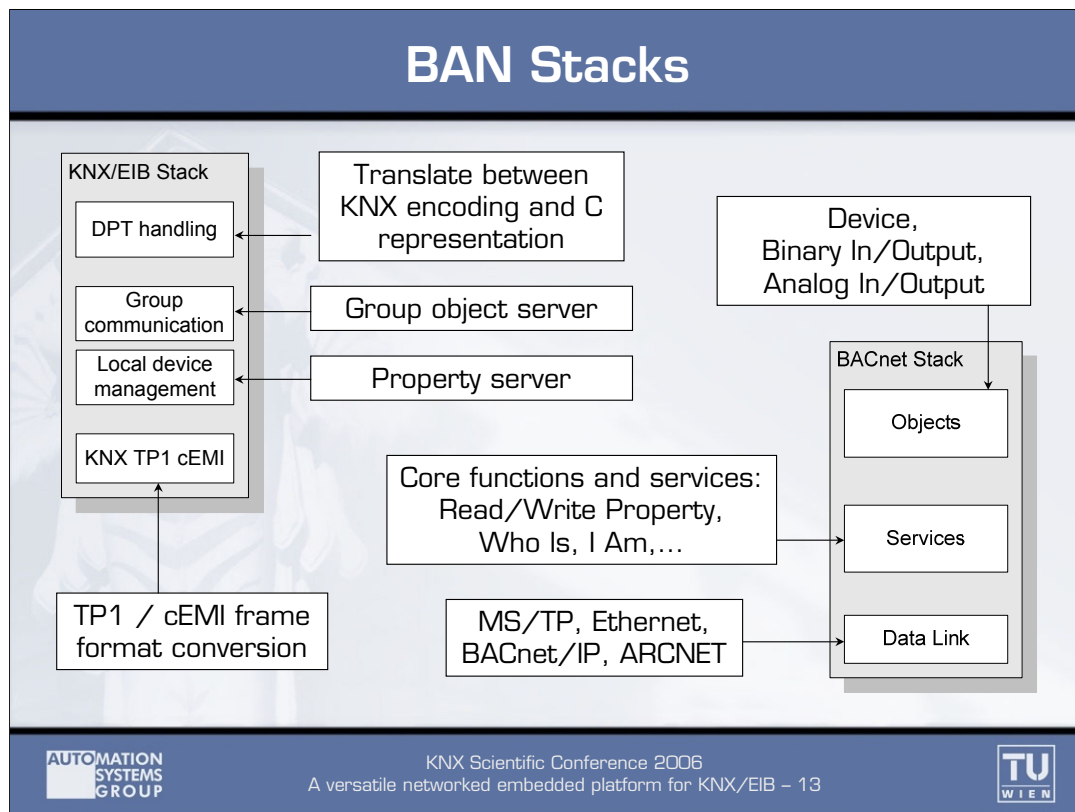 BAN Stacks
KNX/EIB Stack
DPT handling
Group
communication
Local device
management
KNX TP1 cEMI
Translate between
KNX encoding and C
representation
Group object server
Property server
TP1 / cEMI frame
format conversion
Device,
Binary In/Output,
Analog In/Output
BACnet Stack
Objects
Services
Data Link
Core functions and services:
Read/Write Property,
Who Is, I Am,...
MS/TP, Ethernet,
BACnet/IP, ARCNET
AUTOMATION
SYSTEMS
GROUP
KNX Scientific Conference 2006
A versatile networked embedded platform for KNX/EIB – 13
TU
WIEN